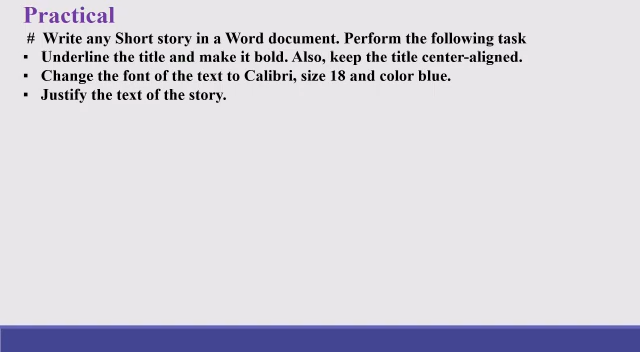 Practical
# Write any Short story in a Word document. Perform the following task
▪ Underline the title and make it bold. Also, keep the title center-aligned.
▪ Change the font of the text to Calibri, size 18 and color blue.
▪ Justify the text of the story.